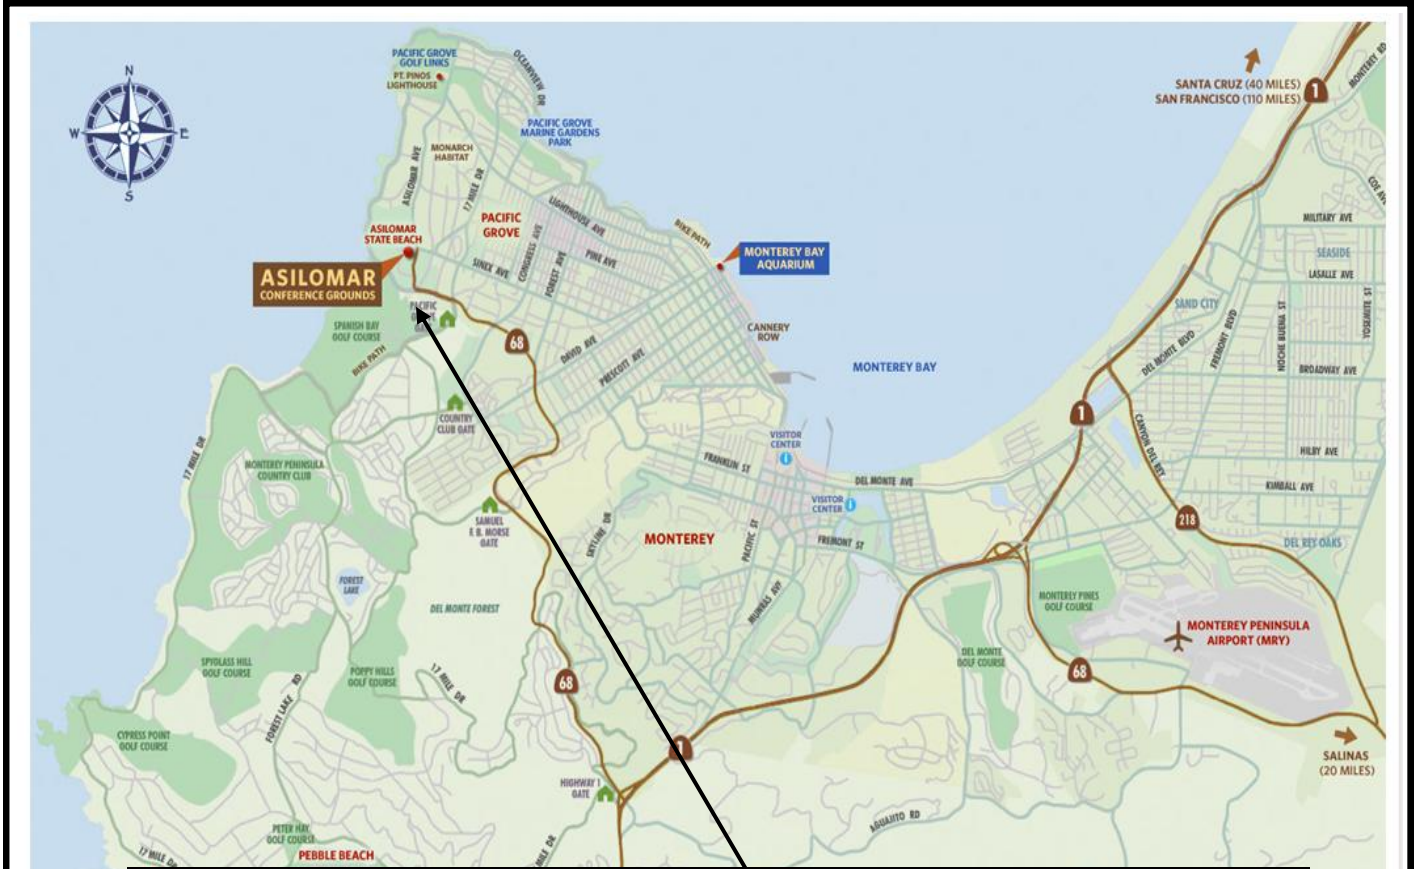 PACIFIC GROVE
GOLF LINKS
PT. PINOS
LIGHTHOUSE
OCEANVIEW DR
PACIFIC GROVE
MARINE GARDENS
PARK
SANTA CRUZ (40 MILES)
SAN FRANCISCO (110 MILES)
1
MONTEREY RD
N
W
E
S
MONARCH
HABITAT
ASILOMAR AVE
17 MILE DR
COE AVE
ASILOMAR
STATE BEACH
PACIFIC
GROVE
LIGHTHOUSE AVE
BIKE PATH
MILITARY AVE
SEASIDE
LASALLE AVE
ASILOMAR
CONFERENCE GROUNDS
SINEX AVE
CONGRESS AVE
FOREST AVE
PINE AVE
MONTEREY BAY
AQUARIUM
SAND CITY
PACIFIC
SPANISH BAY
GOLF COURSE
BIKE PATH
68
DAVID AVE
PRESCOTT AVE
CANNERY
ROW
MONTEREY BAY
DEL MONTE BLVD
FREMONT BLVD
NOCHE BUENA ST
YOSEMITE ST
BROADWAY AVE
COUNTRY
CLUB GATE
1
CANYON DEL REY
17 MILE DR
MONTEREY PENINSULA
COUNTRY CLUB
FRANKLIN ST
VISITOR
CENTER
i
HILBY AVE
DEL MONTE AVE
KIMBALL AVE
SAMUEL
F. B. MORSE
GATE
SKYLINE DR
MONTEREY
PACIFIC ST
VISITOR
CENTER
i
FREMONT ST
218
DEL REY OAKS
FOREST
LAKE
DEL MONTE FOREST
MUNRAS AVE
MONTEREY PINES
GOLF COURSE
MONTEREY PENINSULA
AIRPORT (MRY)
SPYGLASS HILL
GOLF COURSE
POPPY HILLS
GOLF COURSE
17 MILE DR
68
DEL MONTE
GOLF COURSE
68
FOREST LAKE RD
CYPRESS POINT
GOLF COURSE
1
SALINAS
(20 MILES)
HIGHWAY 1
GATE
AGUAJITO RD
PETER HAY
GOLF COURSE
17 MILE DR
PEBBLE BEACH
MILE DR